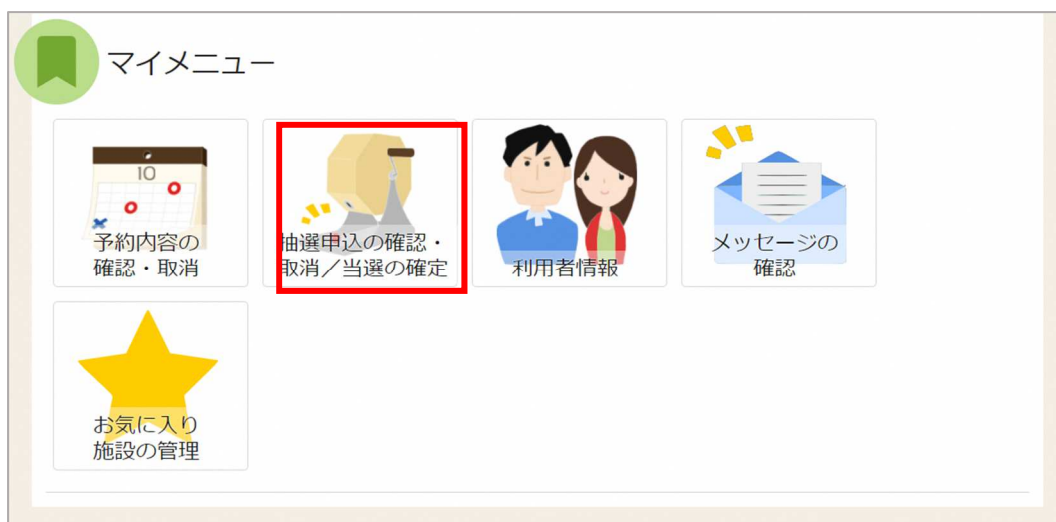 マイメニュー
10
予約内容の
確認・取消
抽選申込の確認・
取消／当選の確定
利用者情報
メッセージの
確認
お気に入り
施設の管理